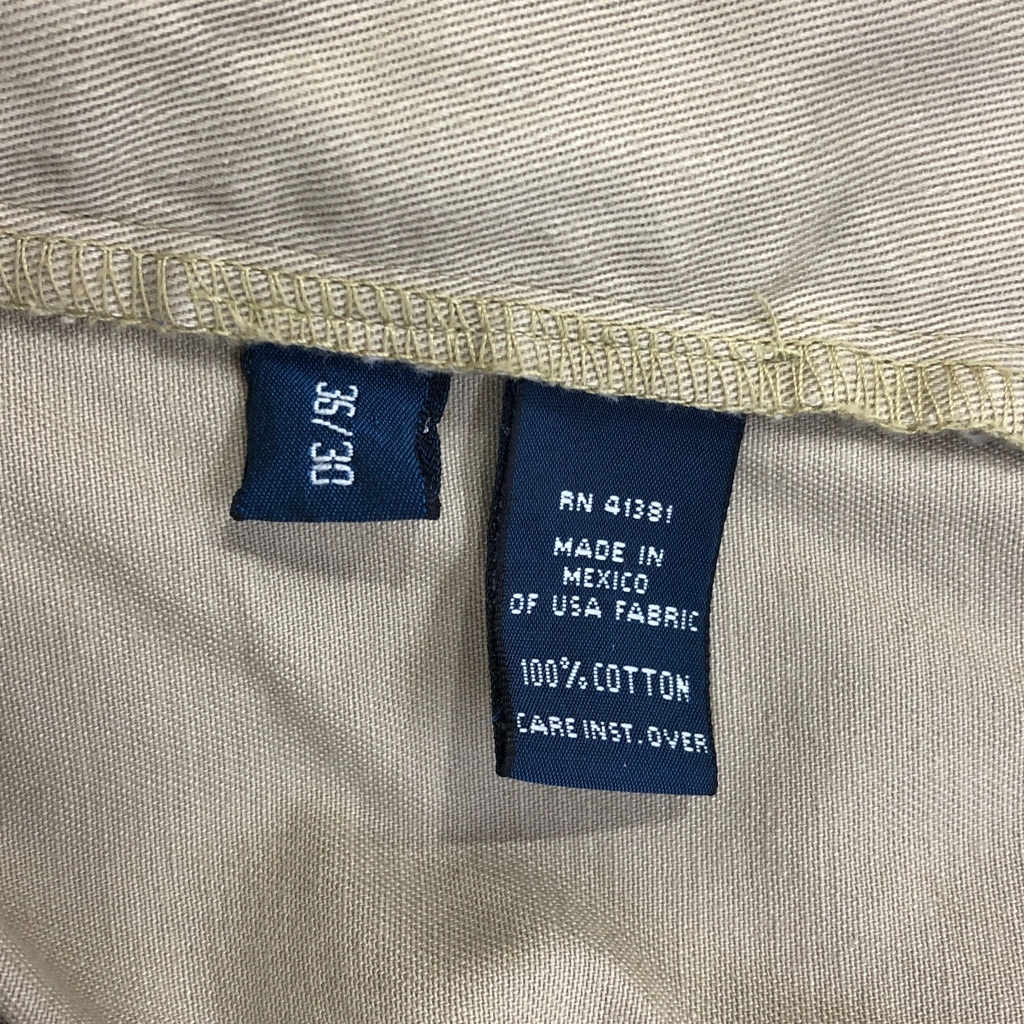 36/30
RN 41381
MADE IN
MEXICO
OF USA FABRIC
100% COTTON
CARE INST. OVER